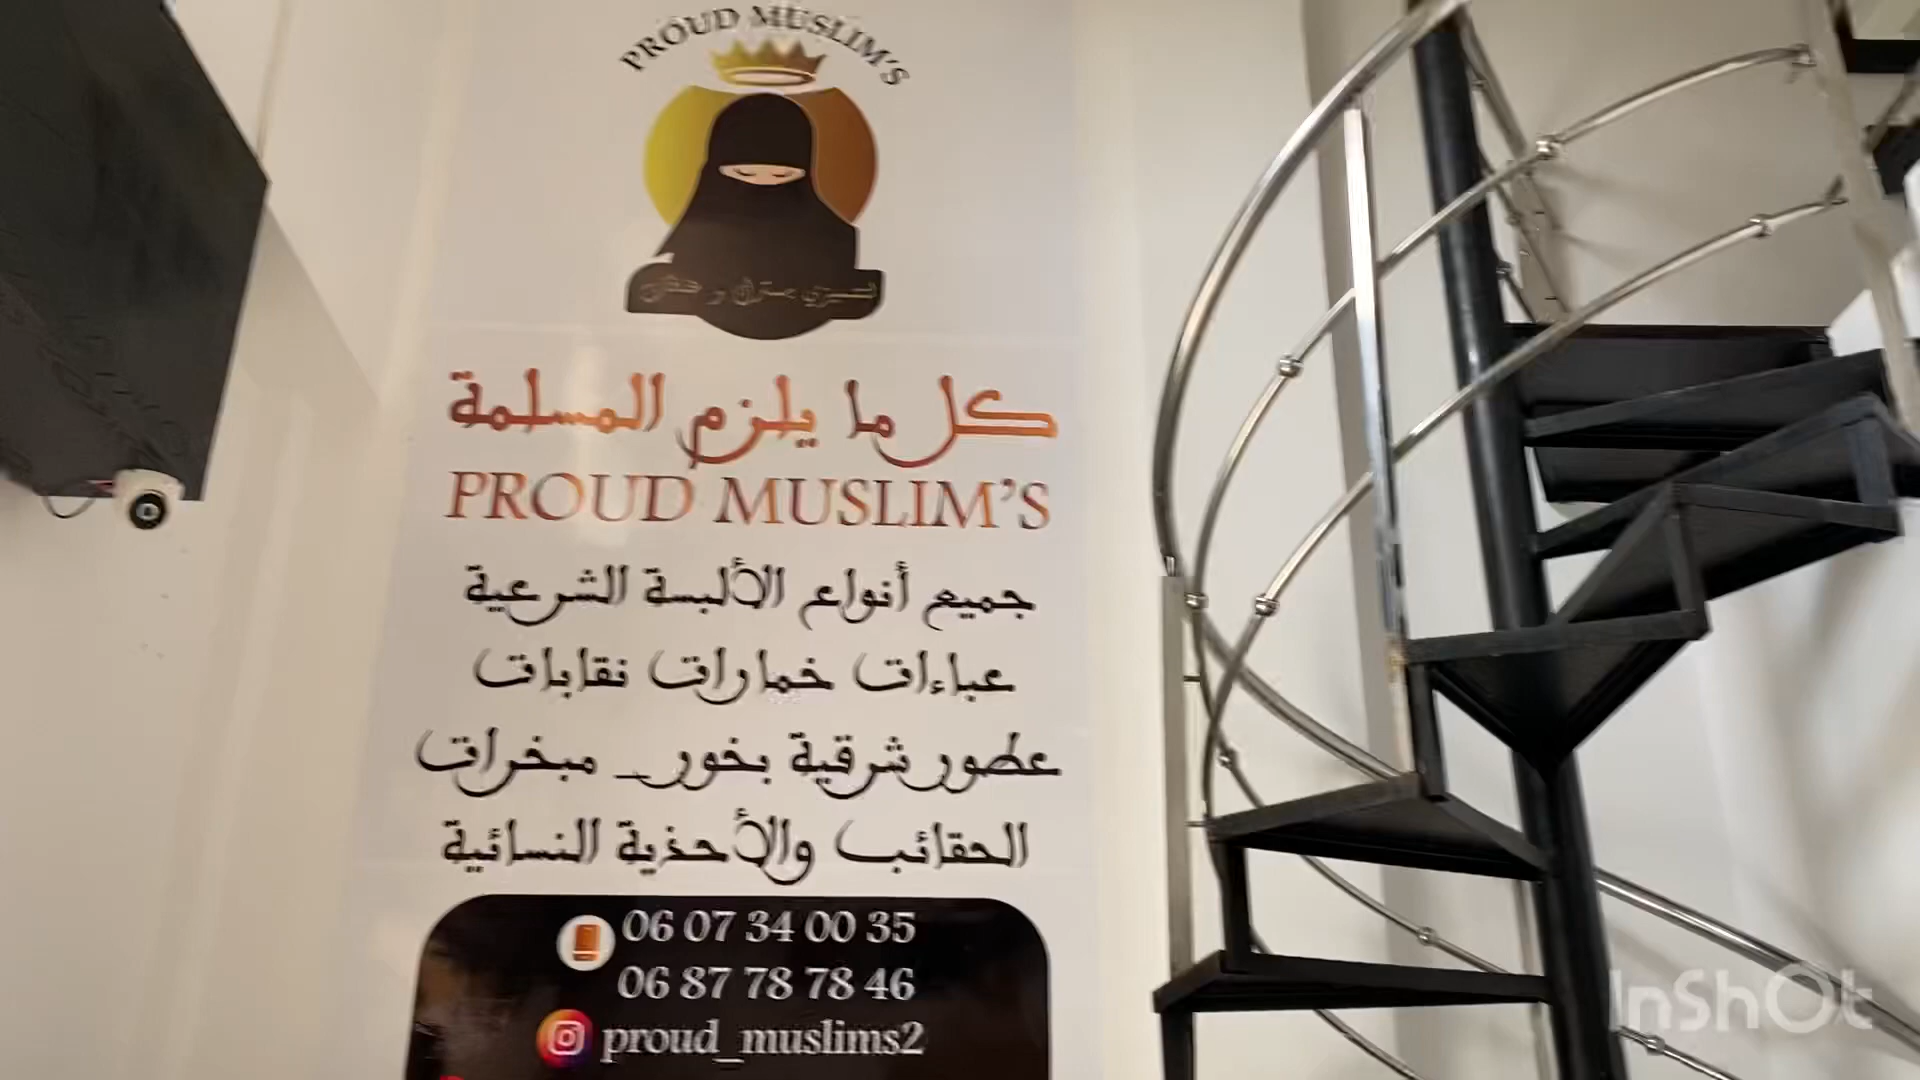 PROUD MUSLIM'S
كل ما يلزم المسلمة
PROUD MUSLIM'S
جميع أنواع الألبسة الشرعية
عباءات خمارات نقابات
عطور شرقية بخور_ مبخرات
الحقائب والأحذية النسائية
06 07 34 00 35
06 87 78 78 46
proud_muslims2
InShOt